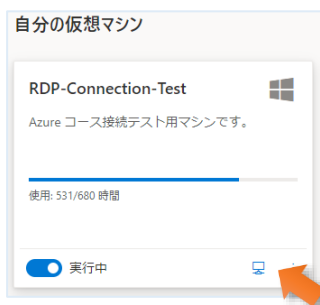 自分の仮想マシン
RDP-Connection-Test
Azure コース接続テスト用マシンです。
使用: 531/680 時間
実行中